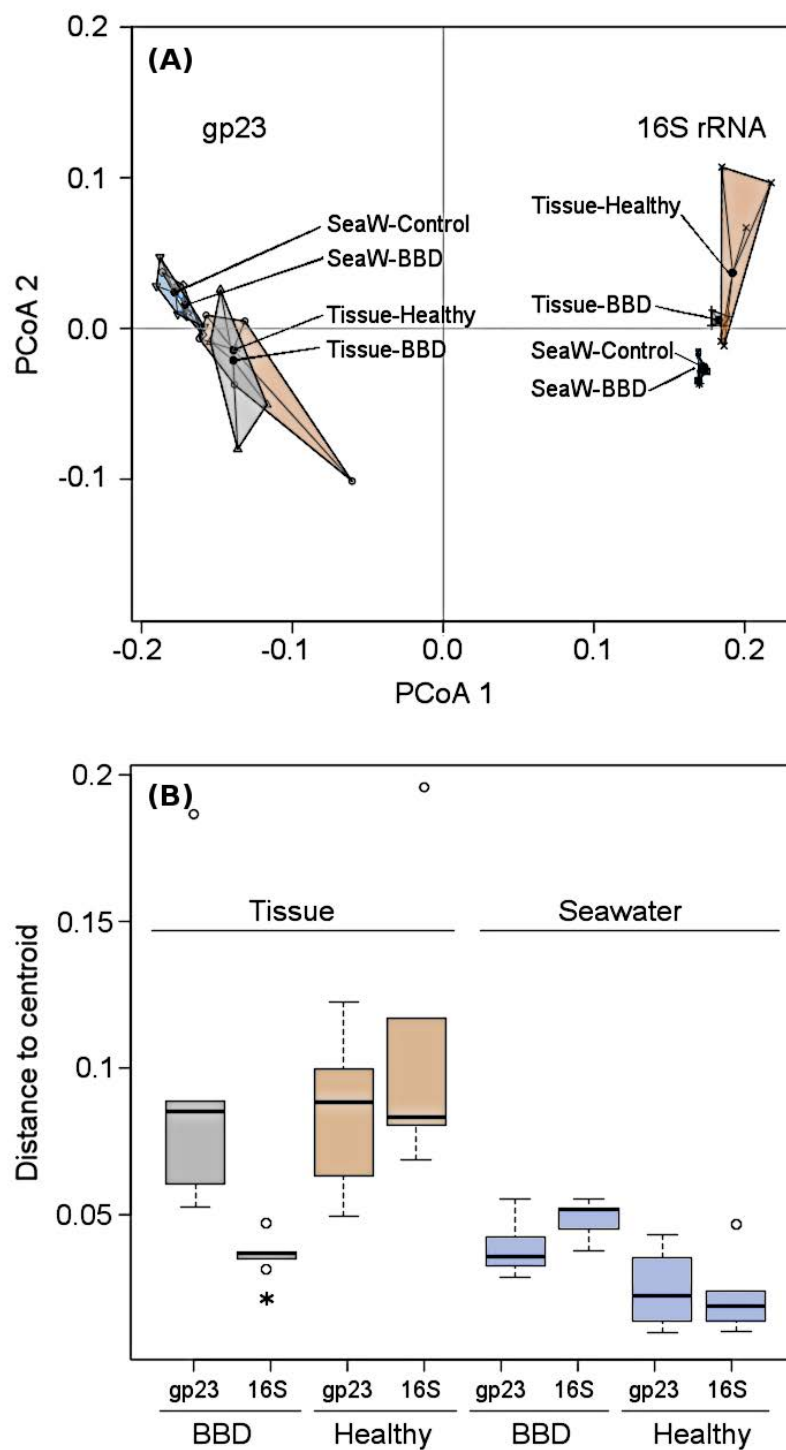 0.2
(A)
gp23
16S rRNA
0.1
Tissue-Healthy
SeaW-Control
SeaW-BBD
Tissue-BBD
PCoA 2
0.0
Tissue-Healthy
SeaW-Control
Tissue-BBD
SeaW-BBD
-0.1
-0.2
-0.1
0.0
0.1
0.2
PCoA 1
0.2
(B)
Tissue
Seawater
0.15
Distance to centroid
0.1
0.05
*
gp23 16S gp23 16S gp23 16S gp23 16S
BBD Healthy BBD Healthy